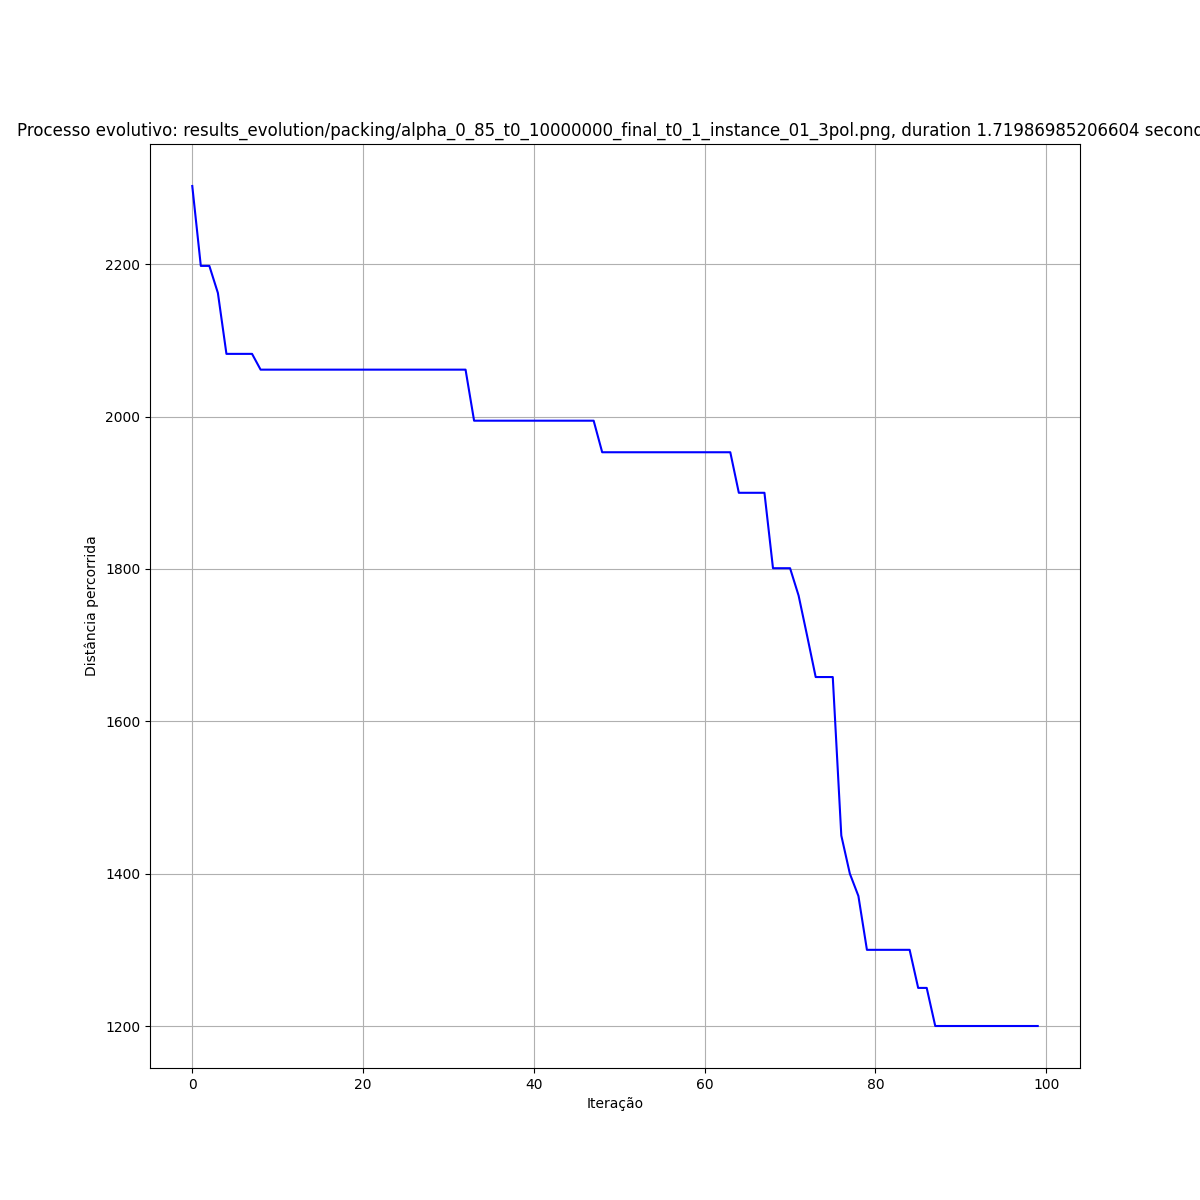 Processo evolutivo: results_evolution/packing/alpha_0_85_t0_10000000_final_t0_1_instance_01_3pol.png, duration 1.71986985206604 second
2200
2000
1800
1600
1400
1200
Distância percorrida
0 20 40 60 80 100
Iteração